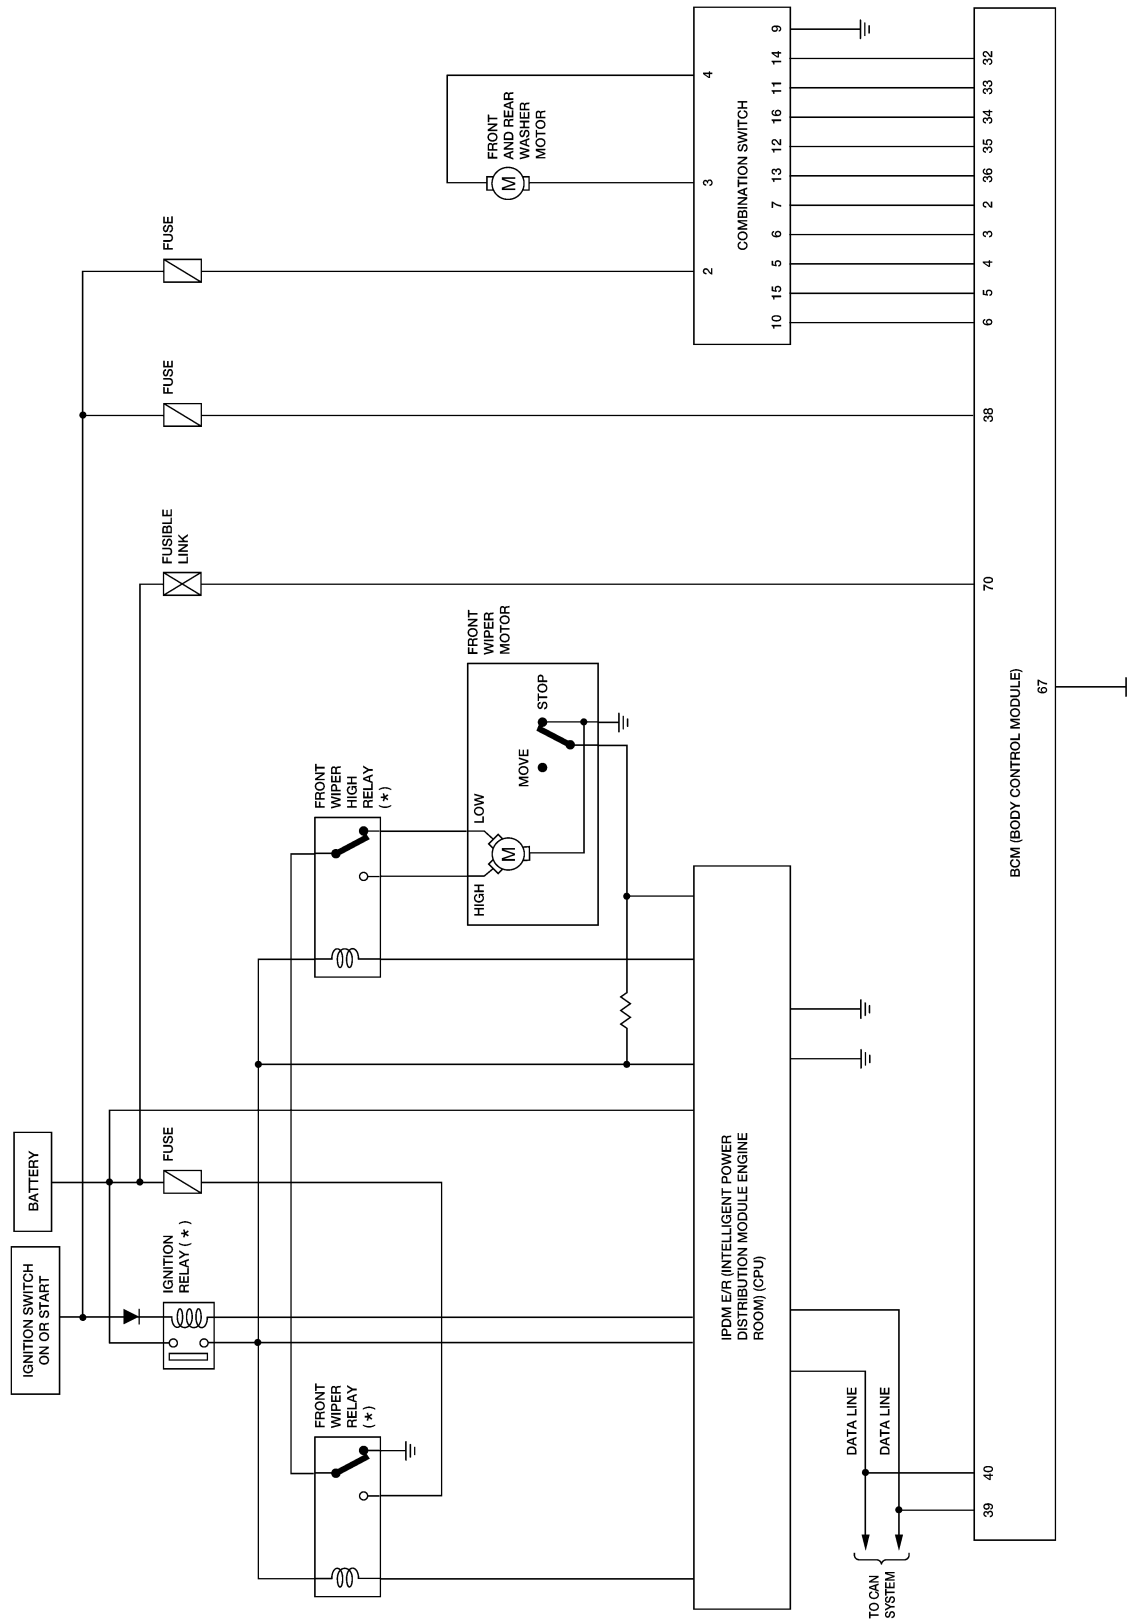 IGNITION SWITCH
ON OR START
BATTERY
IGNITION
RELAY (*)
FUSE
FUSIBLE
LINK
FUSE
FUSE
FRONT
WIPER
RELAY
(*)
FRONT
WIPER
HIGH
RELAY
(*)
FRONT
WIPER
MOTOR
HIGH
LOW
M
MOVE
STOP
FRONT
AND REAR
WASHER
MOTOR
M
IPDM E/R (INTELLIGENT POWER
DISTRIBUTION MODULE ENGINE
ROOM) (CPU)
2
3
4
COMBINATION SWITCH
10
15
5
6
7
13
12
16
11
14
9
TO CAN
SYSTEM
DATA LINE
DATA LINE
39
40
70
38
6
5
4
3
2
36
35
34
33
32
BCM (BODY CONTROL MODULE)
67